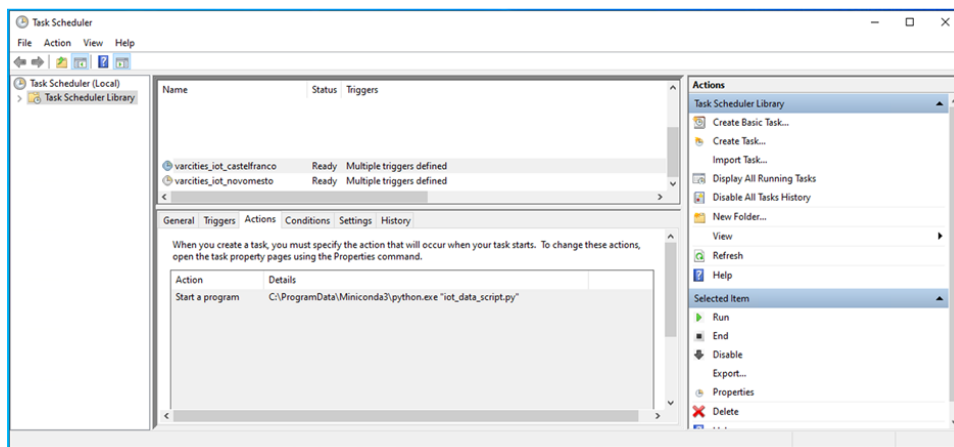 Task Scheduler
File Action View Help
Task Scheduler (Local)
Task Scheduler Library
Name Status Triggers
varcities_iot_castelfranco Ready Multiple triggers defined
varcities_iot_novomesto Ready Multiple triggers defined
General Triggers Actions Conditions Settings History
When you create a task, you must specify the action that will occur when your task starts. To change these actions,
open the task property pages using the Properties command.
Action Details
Start a program C:\ProgramData\Miniconda3\python.exe "iot_data_script.py"
Actions
Task Scheduler Library
Create Basic Task...
Create Task...
Import Task...
Display All Running Tasks
Disable All Tasks History
New Folder...
View
Refresh
Help
Selected Item
Run
End
Disable
Export...
Properties
Delete